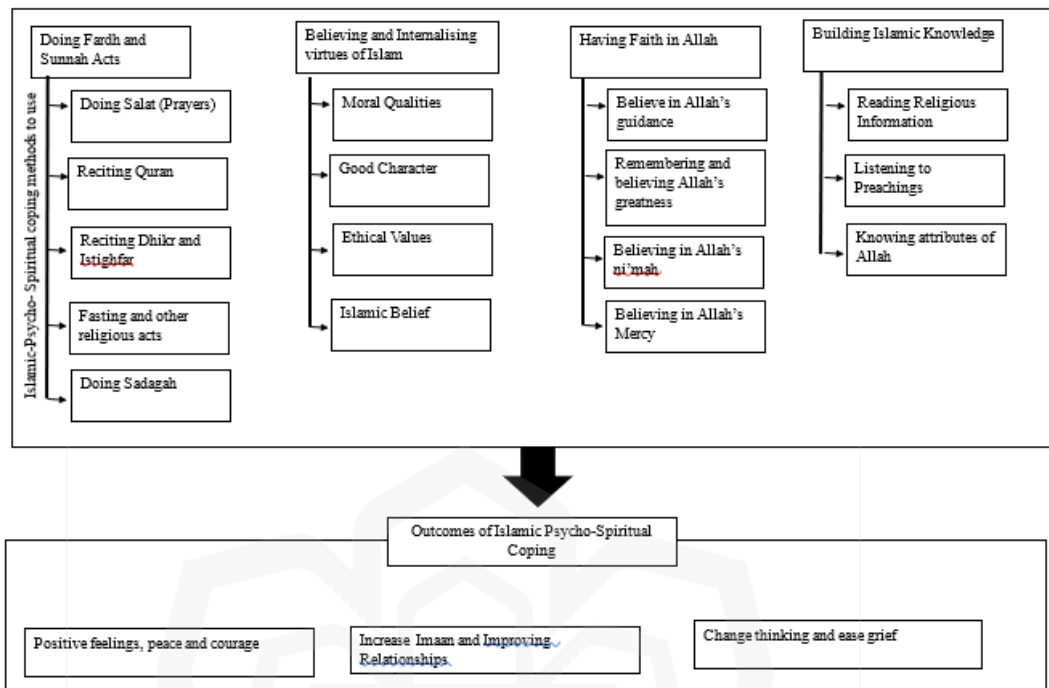 Islamic-Psycho- Spiritual coping methods to use
Doing Fardh and
Sunnah Acts
Doing Salat (Prayers)
Reciting Quran
Reciting Dhikr and
Istighfar
Fasting and other
religious acts
Doing Sadagah
Believing and Internalising
virtues of Islam
Moral Qualities
Good Character
Ethical Values
Islamic Belief
Having Faith in Allah
Believe in Allah’s
guidance
Remembering and
believing Allah’s
greatness
Believing in Allah’s
ni’mah
Believing in Allah’s
Mercy
Building Islamic Knowledge
Reading Religious
Information
Listening to
Preachings
Knowing attributes of
Allah
Outcomes of Islamic Psycho-Spiritual
Coping
Positive feelings, peace and courage
Increase Imaan and Improving
Relationships
Change thinking and ease grief